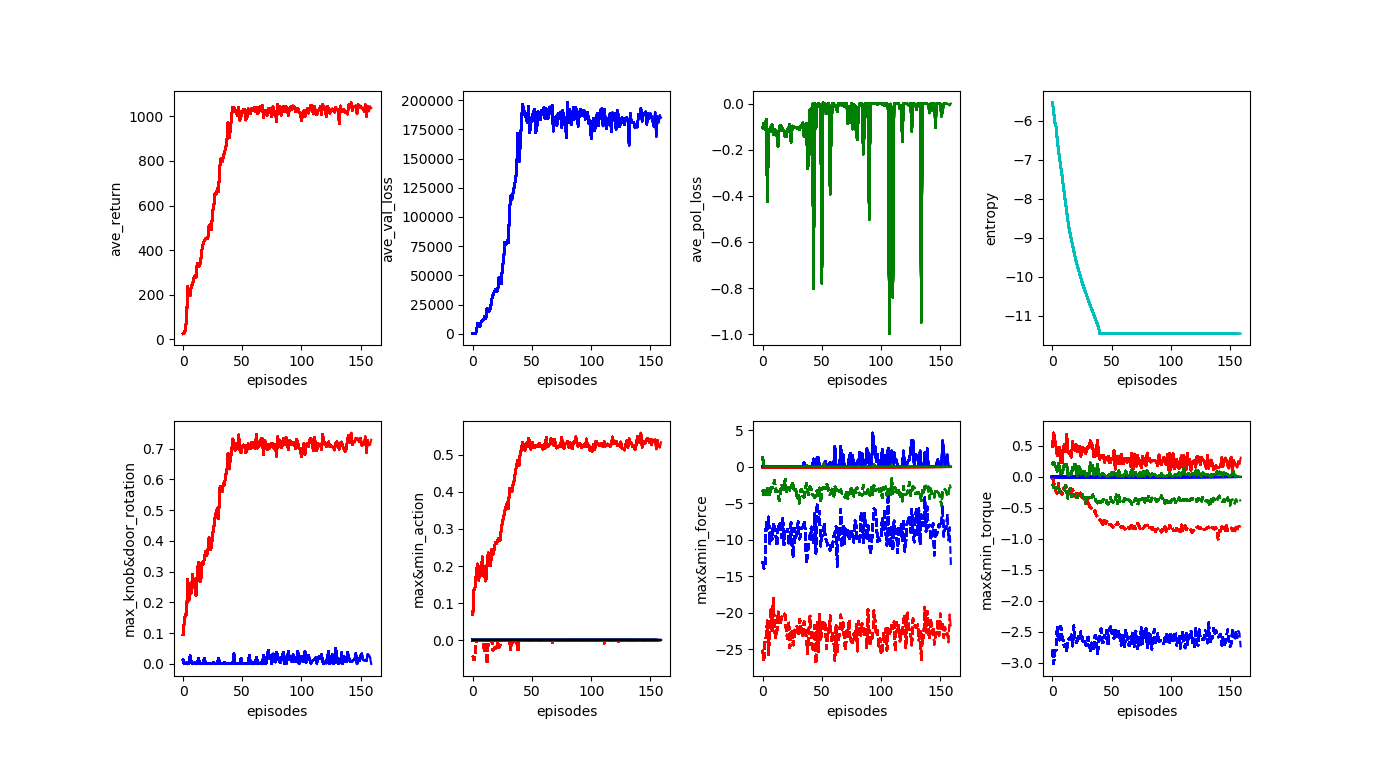 ave_return
1000
800
600
400
200
0
0 50 100 150
episodes
ave_val_loss
200000
175000
150000
125000
100000
75000
50000
25000
0
0 50 100 150
episodes
ave_pol_loss
0.0
−0.2
−0.4
−0.6
−0.8
−1.0
0 50 100 150
episodes
entropy
−6
−7
−8
−9
−10
−11
0 50 100 150
episodes
max_knob&door_rotation
0.7
0.6
0.5
0.4
0.3
0.2
0.1
0.0
0 50 100 150
episodes
max&min_action
0.5
0.4
0.3
0.2
0.1
0.0
0 50 100 150
episodes
max&min_force
5
0
−5
−10
−15
−20
−25
0 50 100 150
episodes
max&min_torque
0.5
0.0
−0.5
−1.0
−1.5
−2.0
−2.5
−3.0
0 50 100 150
episodes